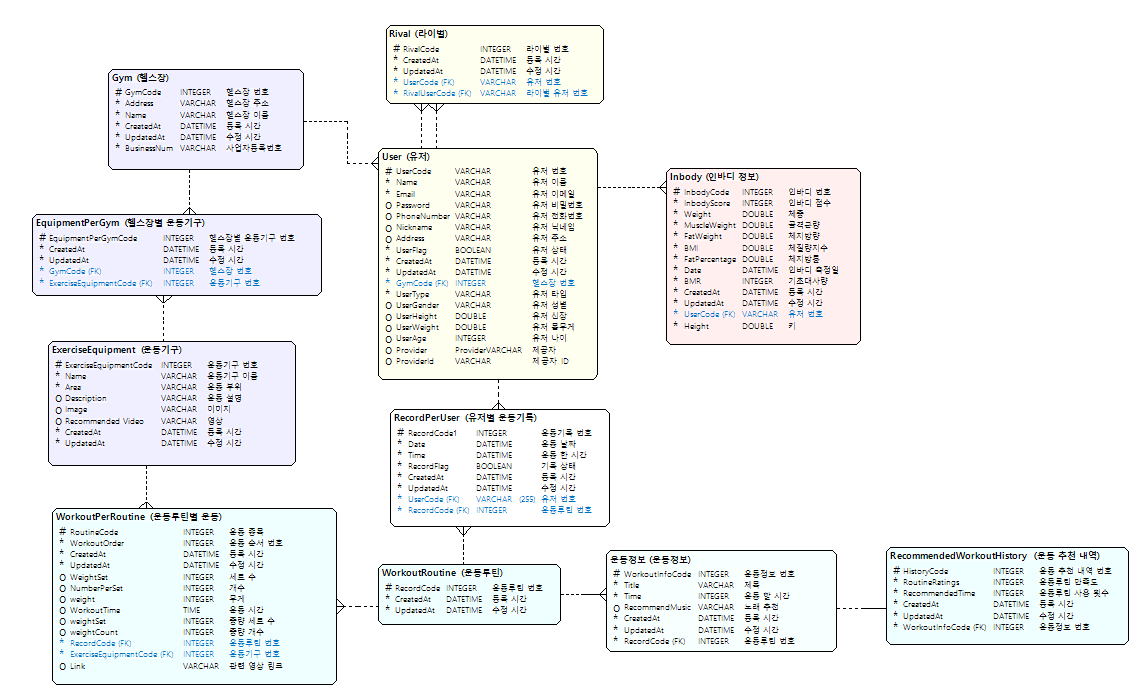 Rival (라이벌)
# RivalCode INTEGER 라이벌 번호
* CreatedAt DATETIME 등록 시간
* UpdatedAt DATETIME 수정 시간
* UserCode (FK) VARCHAR 유저 번호
* RivalUserCode (FK) VARCHAR 라이벌 유저 번호
Gym (헬스장)
# GymCode INTEGER 헬스장 번호
* Address VARCHAR 헬스장 주소
* Name VARCHAR 헬스장 이름
* CreatedAt DATETIME 등록 시간
* UpdatedAt DATETIME 수정 시간
* BusinessNum VARCHAR 사업자등록번호
User (유저)
# UserCode VARCHAR 유저 번호
* Name VARCHAR 유저 이름
* Email VARCHAR 유저 이메일
O Password VARCHAR 유저 비밀번호
O PhoneNumber VARCHAR 유저 전화번호
O Nickname VARCHAR 유저 닉네임
O Address VARCHAR 유저 주소
* UserFlag BOOLEAN 유저 상태
* CreatedAt DATETIME 등록 시간
* UpdatedAt DATETIME 수정 시간
* GymCode (FK) INTEGER 헬스장 번호
* UserType VARCHAR 유저 타입
O UserGender VARCHAR 유저 성별
O UserHeight DOUBLE 유저 신장
O UserWeight DOUBLE 유저 몸무게
O UserAge INTEGER 유저 나이
O Provider ProviderVARCHAR 제공자
O ProviderId VARCHAR 제공자 ID
Inbody (인바디 정보)
# InbodyCode INTEGER 인바디 번호
* InbodyScore INTEGER 인바디 점수
* Weight DOUBLE 체중
* MuscleWeight DOUBLE 골격근량
* FatWeight DOUBLE 체지방량
* BMI DOUBLE 체질량지수
* FatPercentage DOUBLE 체지방률
* Date DATETIME 인바디 측정일
* BMR INTEGER 기초대사량
* CreatedAt DATETIME 등록 시간
* UpdatedAt DATETIME 수정 시간
* UserCode (FK) VARCHAR 유저 번호
* Height DOUBLE 키
EquipmentPerGym (헬스장별 운동기구)
# EquipmentPerGymCode INTEGER 헬스장별 운동기구 번호
* CreatedAt DATETIME 등록 시간
* UpdatedAt DATETIME 수정 시간
* GymCode (FK) INTEGER 헬스장 번호
* ExerciseEquipmentCode (FK) INTEGER 운동기구 번호
ExerciseEquipment (운동기구)
# ExerciseEquipmentCode INTEGER 운동기구 번호
* Name VARCHAR 운동기구 이름
* Area VARCHAR 운동 부위
O Description VARCHAR 운동 설명
O Image VARCHAR 이미지
O Recommended Video VARCHAR 영상
* CreatedAt DATETIME 등록 시간
* UpdatedAt DATETIME 수정 시간
RecordPerUser (유저별 운동기록)
# RecordCode1 INTEGER 운동기록 번호
* Date DATETIME 운동 날짜
* Time DATETIME 운동 한 시간
* RecordFlag BOOLEAN 기록 상태
* CreatedAt DATETIME 등록 시간
* UpdatedAt DATETIME 수정 시간
* UserCode (FK) VARCHAR (255) 유저 번호
* RecordCode (FK) INTEGER 운동루틴 번호
WorkoutPerRoutine (운동루틴별 운동)
# RoutineCode INTEGER 운동 종목
* WorkoutOrder INTEGER 운동 순서 번호
* CreatedAt DATETIME 등록 시간
* UpdatedAt DATETIME 수정 시간
O WeightSet INTEGER 세트 수
O NumberPerSet INTEGER 개수
O weight INTEGER 무게
O WorkoutTime TIME 운동 시간
O weightSet INTEGER 중량 세트 수
O weightCount INTEGER 중량 개수
* RecordCode (FK) INTEGER 운동루틴 번호
* ExerciseEquipmentCode (FK) INTEGER 운동기구 번호
O Link VARCHAR 관련 영상 링크
WorkoutRoutine (운동루틴)
# RecordCode INTEGER 운동루틴 번호
* CreatedAt DATETIME 등록 시간
* UpdatedAt DATETIME 수정 시간
운동정보 (운동정보)
# WorkoutInfoCode INTEGER 운동정보 번호
* Title VARCHAR 제목
* Time INTEGER 운동 할 시간
O RecommendMusic VARCHAR 노래 추천
* CreatedAt DATETIME 등록 시간
* UpdatedAt DATETIME 수정 시간
* RecordCode (FK) INTEGER 운동루틴 번호
RecommendedWorkoutHistory (운동 추천 내역)
# HistoryCode INTEGER 운동 추천 내역 번호
* RoutineRatings INTEGER 운동루틴 만족도
* RecommendedTime INTEGER 운동루틴 사용 횟수
* CreatedAt DATETIME 등록 시간
* UpdatedAt DATETIME 수정 시간
* WorkoutInfoCode (FK) INTEGER 운동정보 번호